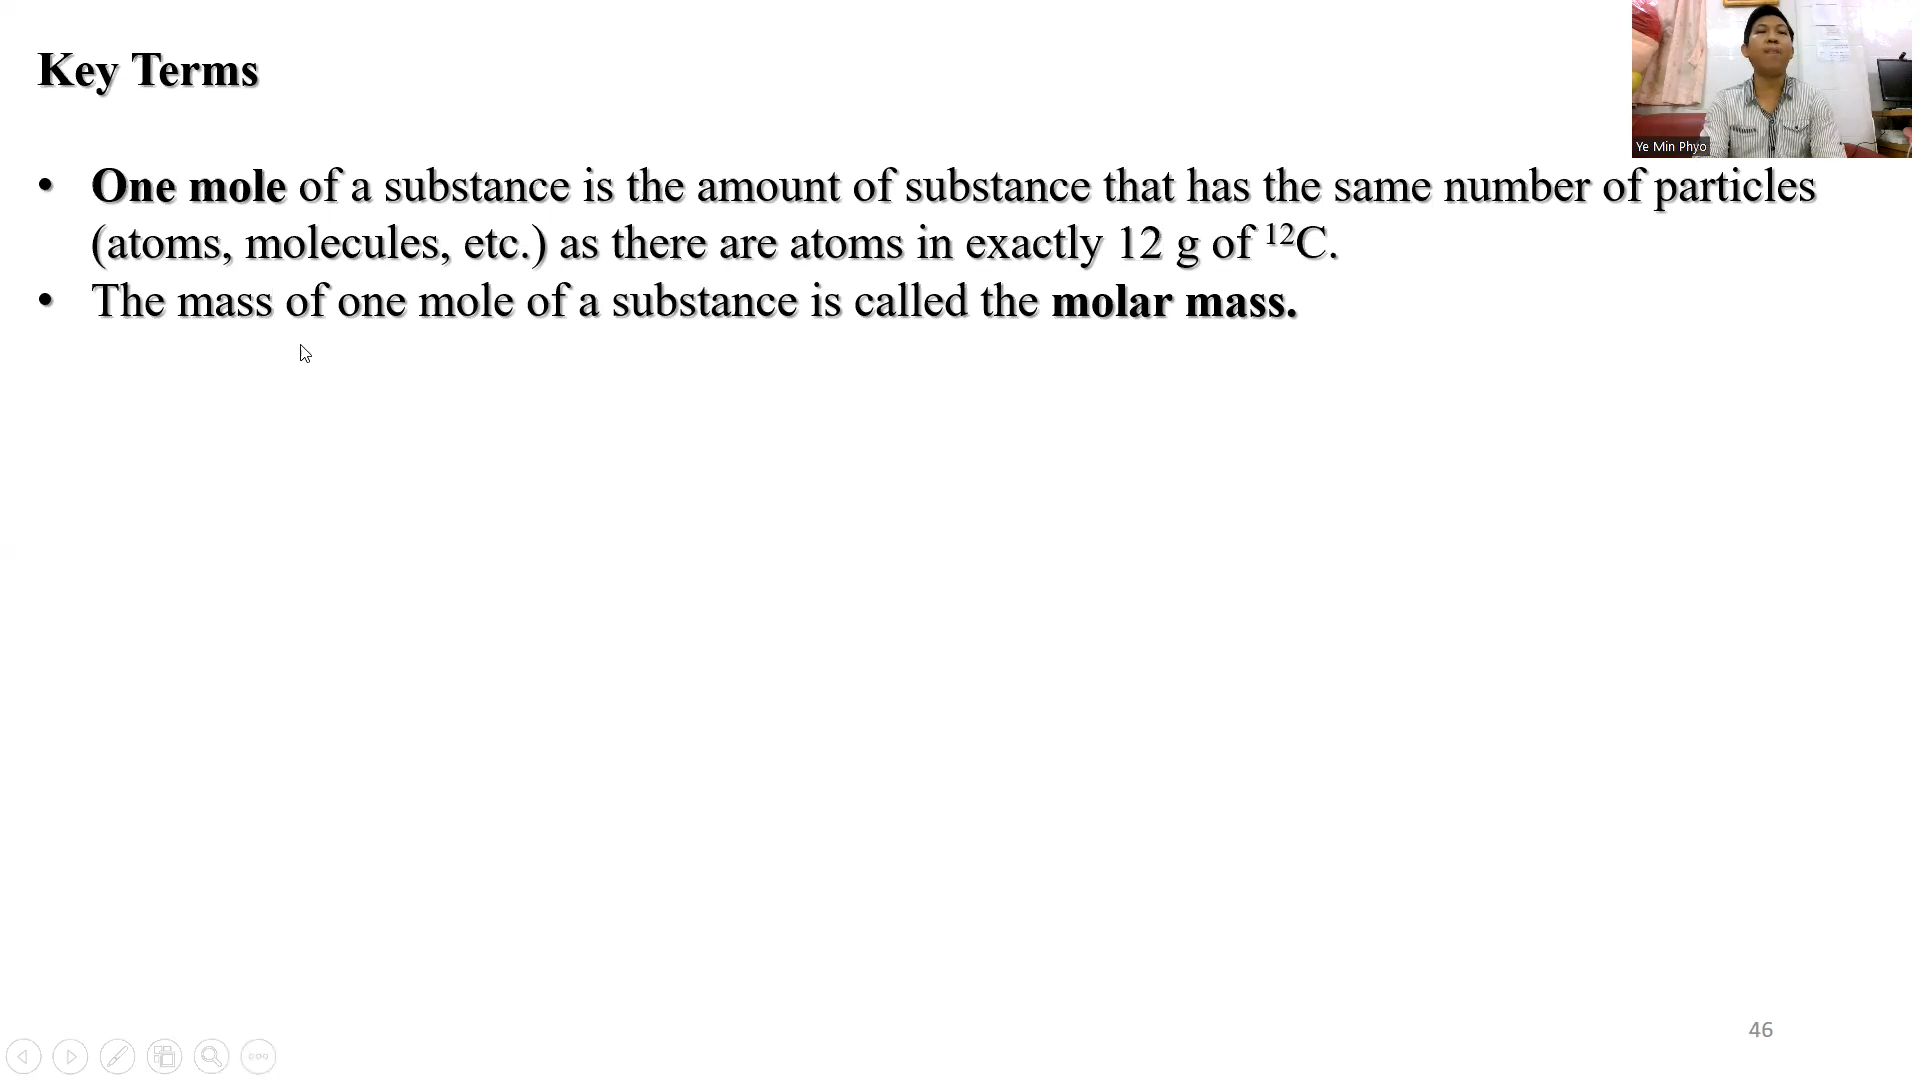 Key Terms
Ye Min Phyo
• One mole of a substance is the amount of substance that has the same number of particles
(atoms, molecules, etc.) as there are atoms in exactly 12 g of ¹²C.
• The mass of one mole of a substance is called the molar mass.
46